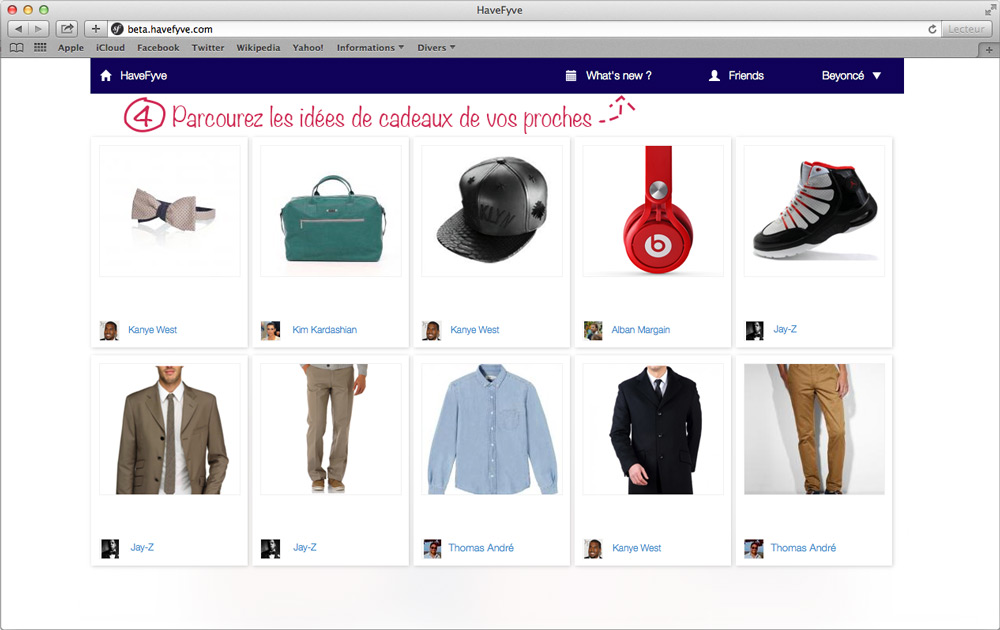 HaveFyve
beta.havefyve.com
Lecteur
Apple iCloud Facebook Twitter Wikipedia Yahoo! Informations Divers
HaveFyve What's new ? Friends Beyoncé
4 Parcourez les idées de cadeaux de vos proches
KLYN
b
Kanye West Kim Kardashian Kanye West Alban Margain Jay-Z
Jay-Z Jay-Z Thomas André Kanye West Thomas André